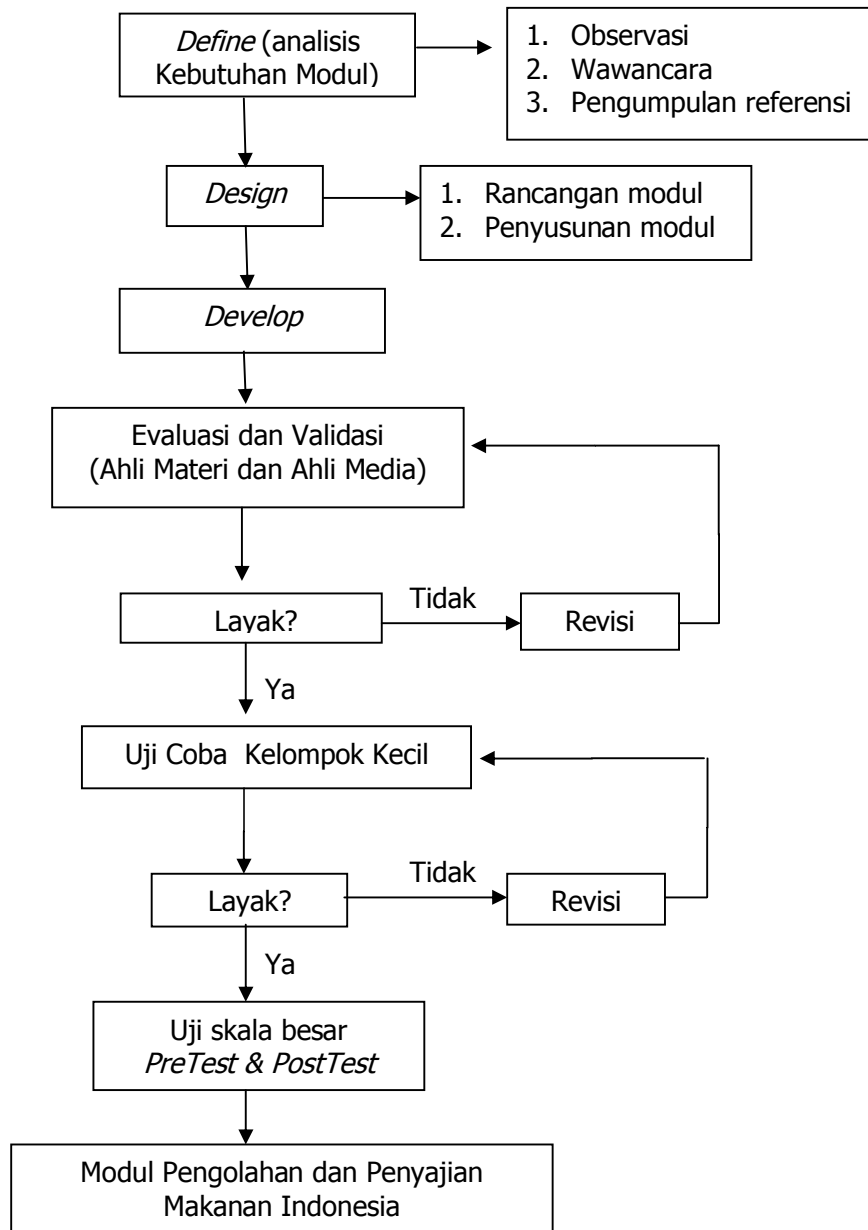 Define (analisis
Kebutuhan Modul)
1. Observasi
2. Wawancara
3. Pengumpulan referensi
Design
1. Rancangan modul
2. Penyusunan modul
Develop
Evaluasi dan Validasi
(Ahli Materi dan Ahli Media)
Layak?
Tidak
Revisi
Ya
Uji Coba Kelompok Kecil
Layak?
Tidak
Revisi
Ya
Uji skala besar
PreTest & PostTest
Modul Pengolahan dan Penyajian
Makanan Indonesia